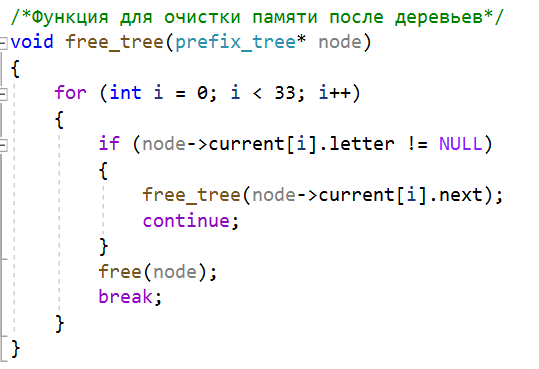 /*Функция для очистки памяти после деревьев*/
void free_tree(prefix_tree* node)
{
    for (int i = 0; i < 33; i++)
    {
        if (node->current[i].letter != NULL)
        {
            free_tree(node->current[i].next);
            continue;
        }
        free(node);
        break;
    }
}